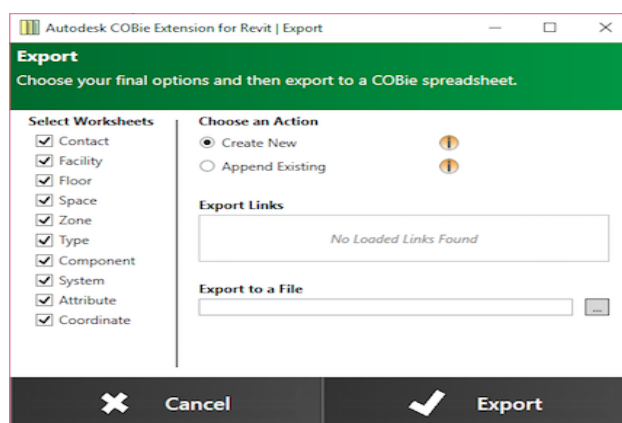 Autodesk COBie Extension for Revit | Export
Export
Choose your final options and then export to a COBie spreadsheet.
Select Worksheets
Contact
Facility
Floor
Space
Zone
Type
Component
System
Attribute
Coordinate
Choose an Action
Create New
Append Existing
Export Links
No Loaded Links Found
Export to a File
...
Cancel
Export